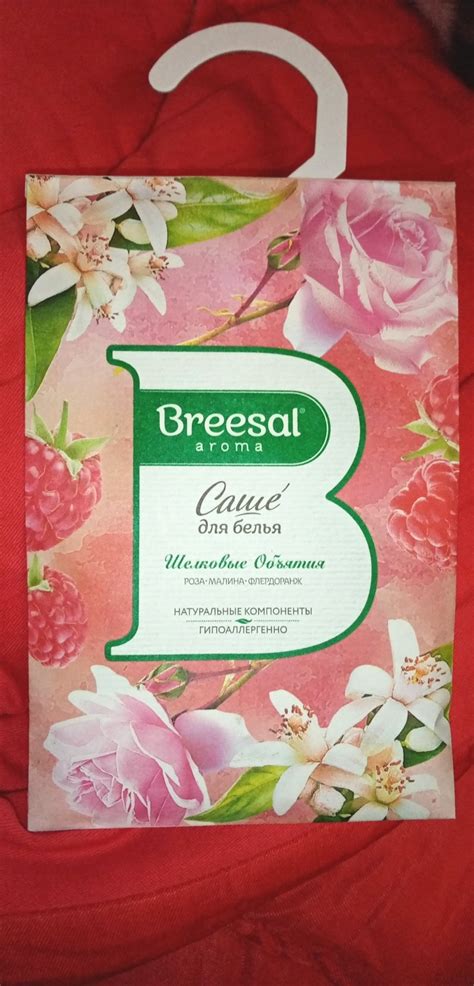 Breesal®
aroma
Саше́
для белья
Шелковые Объятия
РОЗА•МАЛИНА•ФЛЕРДОРАНЖ
НАТУРАЛЬНЫЕ КОМПОНЕНТЫ
ГИПОАЛЛЕРГЕННО